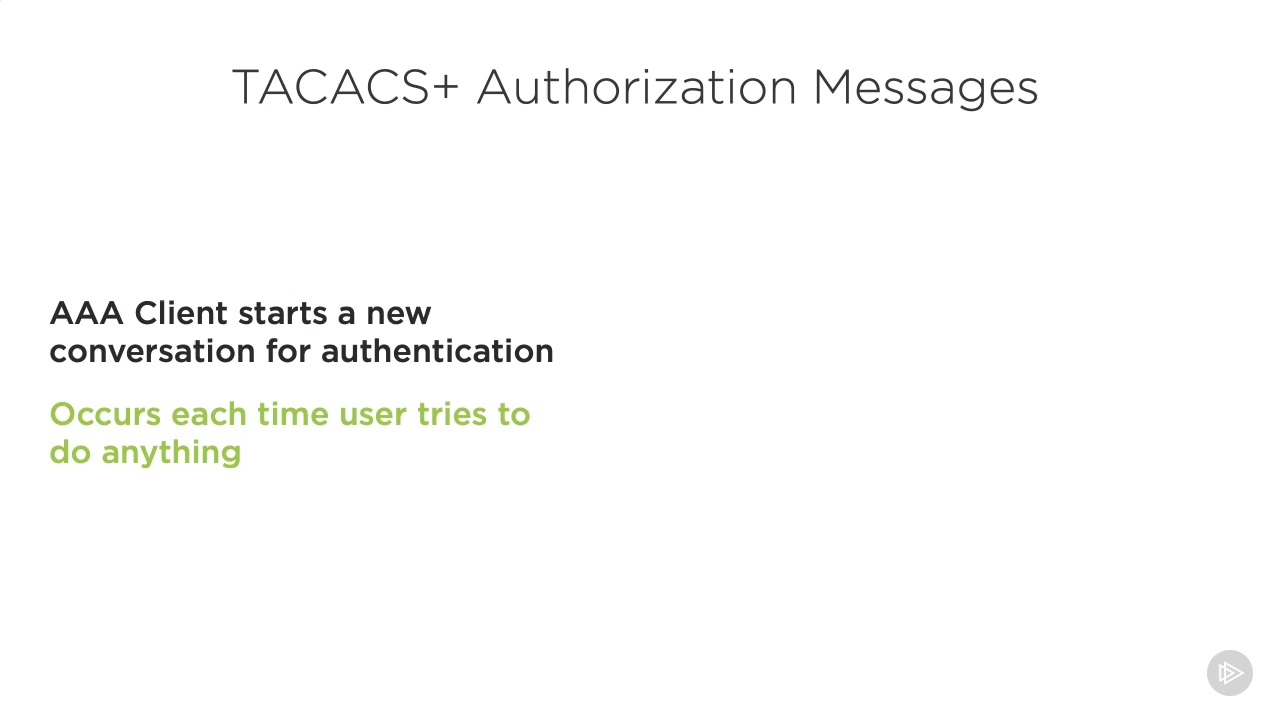 TACACS+ Authorization Messages
AAA Client starts a new
conversation for authentication
Occurs each time user tries to
do anything